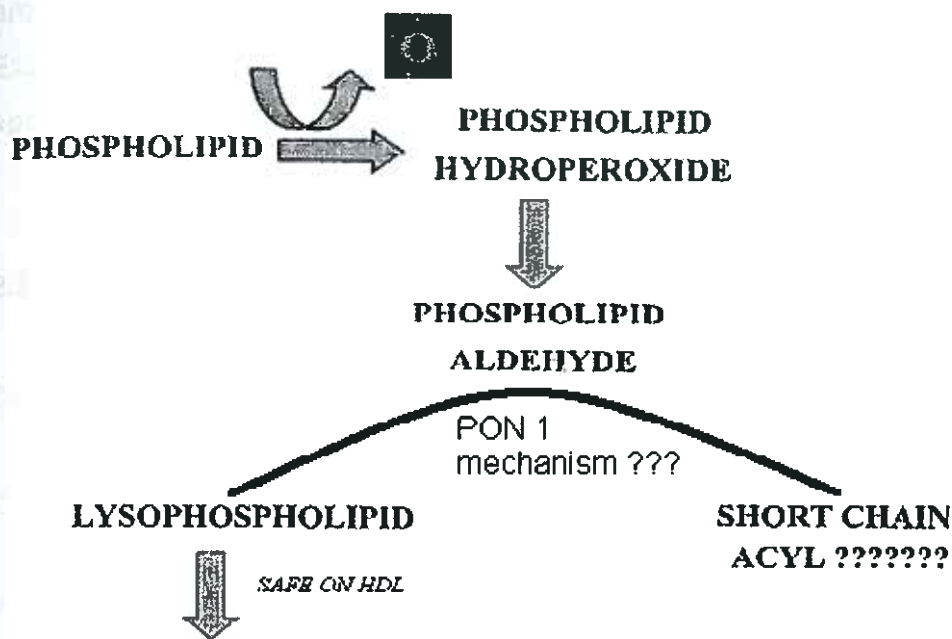 PHOSPHOLIPID
PHOSPHOLIPID
HYDROPEROXIDE
PHOSPHOLIPID
ALDEHYDE
PON 1
mechanism ???
LYSOPHOSPHOLIPID
SHORT CHAIN
ACYL ???????
SAFE ON HDL